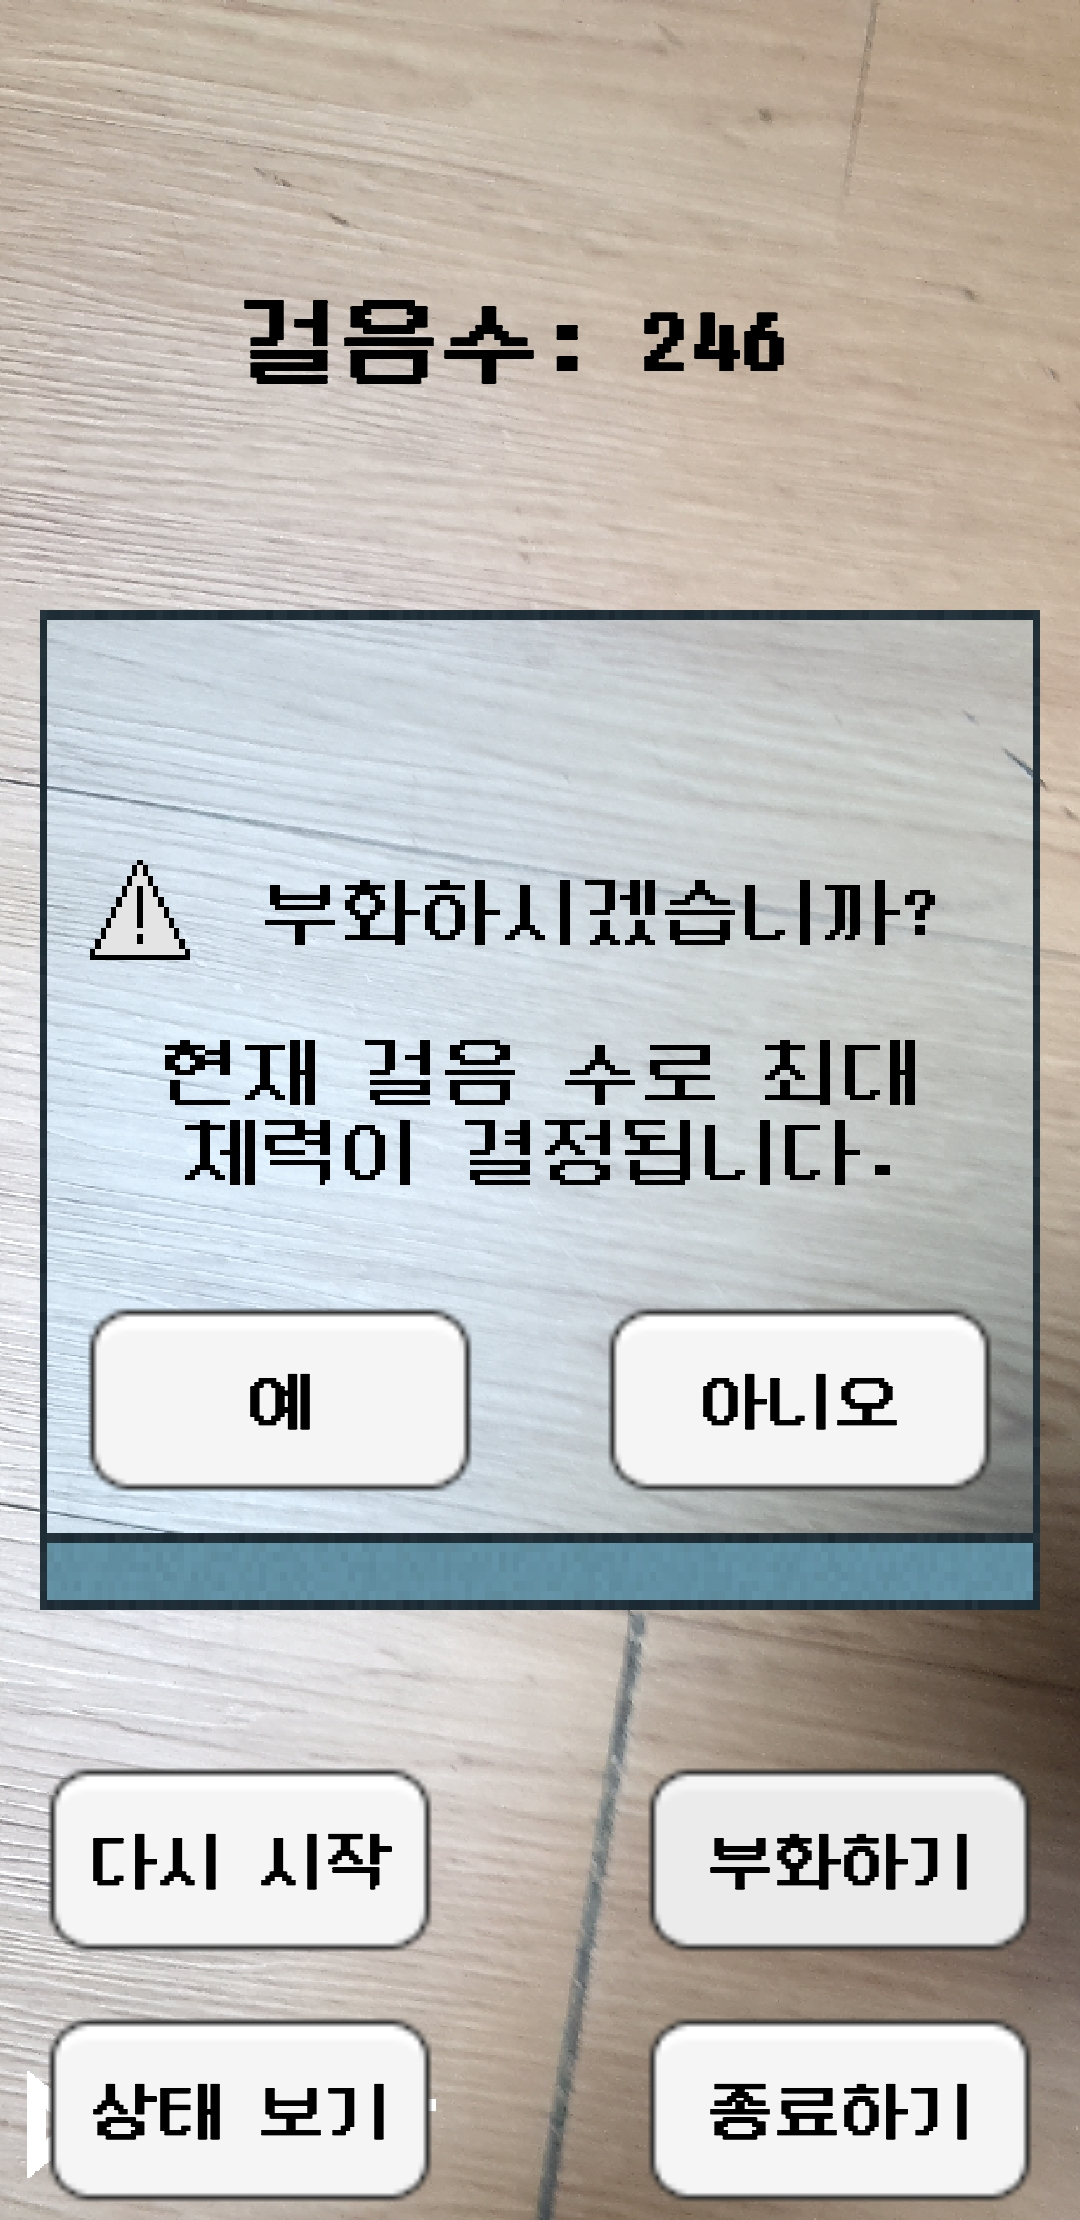 걸음수: 246
부화하시겠습니까?
현재 걸음 수로 최대
체력이 결정됩니다.
예
아니오
다시 시작
부화하기
상태 보기
종료하기